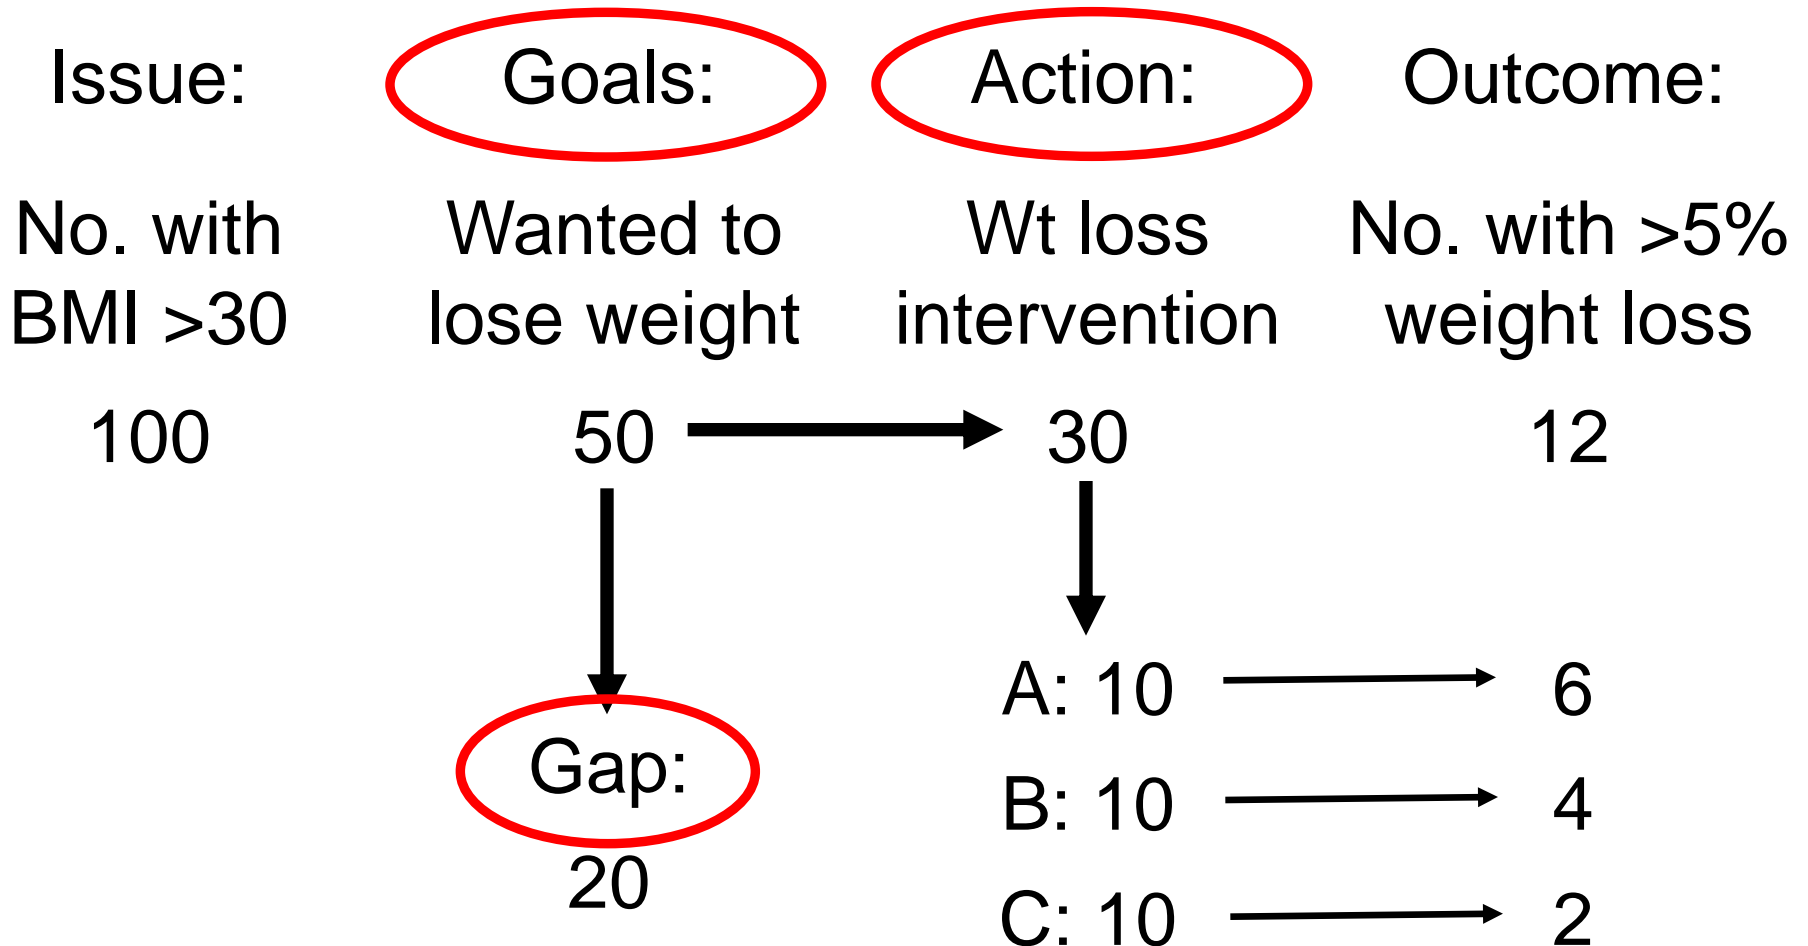 Issue: Goals: Action: Outcome:
No. with Wanted to Wt loss No. with >5%
BMI >30 lose weight intervention weight loss
100 50 30 12
A: 10 6
Gap:
B: 10 4
20
C: 10 2